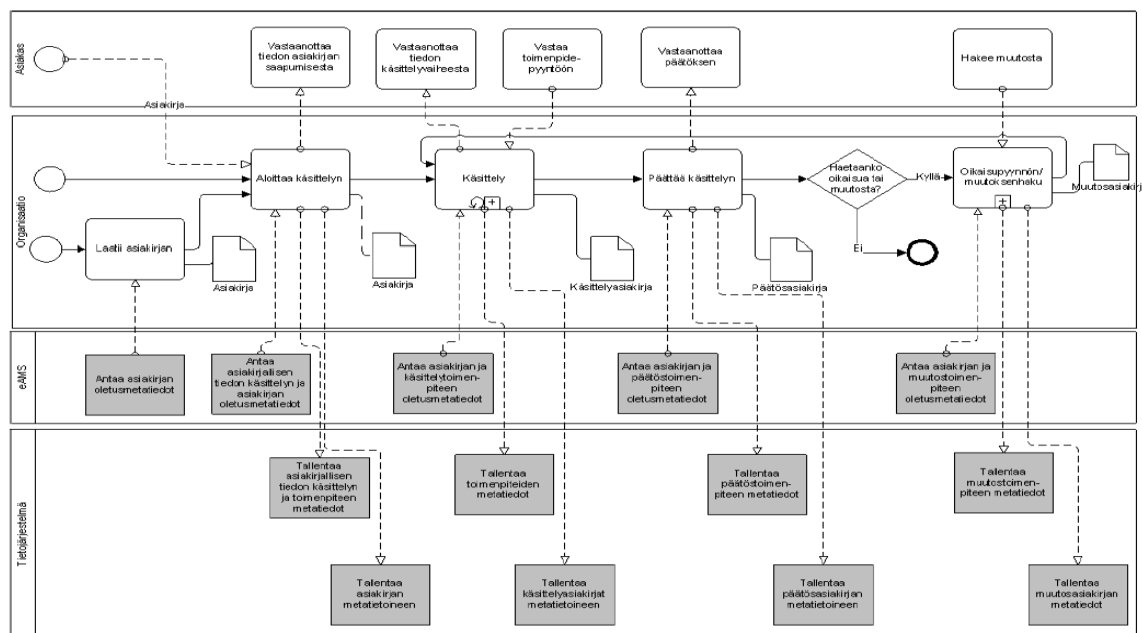 Asiakas
Vastaanottaa
tiedon asiakirjan
saapumisesta
Vastaanottaa
tiedon
käsittelyvaiheesta
Vastaa
toimenpide-
pyyntöön
Vastaanottaa
päätöksen
Hakee muutosta
Asiakirja
Organisaatio
Aloittaa käsittelyn
Käsittely
Päättää käsittelyn
Haetaanko
oikaisua tai
muutosta?
Kyllä
Oikaisupyynnön/
muutoksenhaku
Muutosasiakirj
Laatii asiakirjan
Ei
Asiakirja
Asiakirja
Käsittelyasiakirja
Päätösasiakirja
eAMS
Antaa asiakirjan
oletusmetatiedot
Antaa
asiakirjallisen
tiedon käsittelyn ja
asiakirjan
oletusmetatiedot
Antaa asiakirjan ja
käsittelytoimen-
piteen
oletusmetatiedot
Antaa asiakirjan ja
päätöstoimen-
piteen
oletusmetatiedot
Antaa asiakirjan ja
muutostoimen-
piteen
oletusmetatiedot
Tietojärjestelmä
Tallentaa
asiakirjallisen
tiedon käsittelyn
ja toimenpiteen
metatiedot
Tallentaa
toimenpiteiden
metatiedot
Tallentaa
päätöstoimen-
piteen metatiedot
Tallentaa
muutostoimen-
piteen metatiedot
Tallentaa
asiakirjan
metatietoineen
Tallentaa
käsittelyasiakirjat
metatietoineen
Tallentaa
päätösasiakirjan
metatietoineen
Tallentaa
muutosasiakirjan
metatiedot